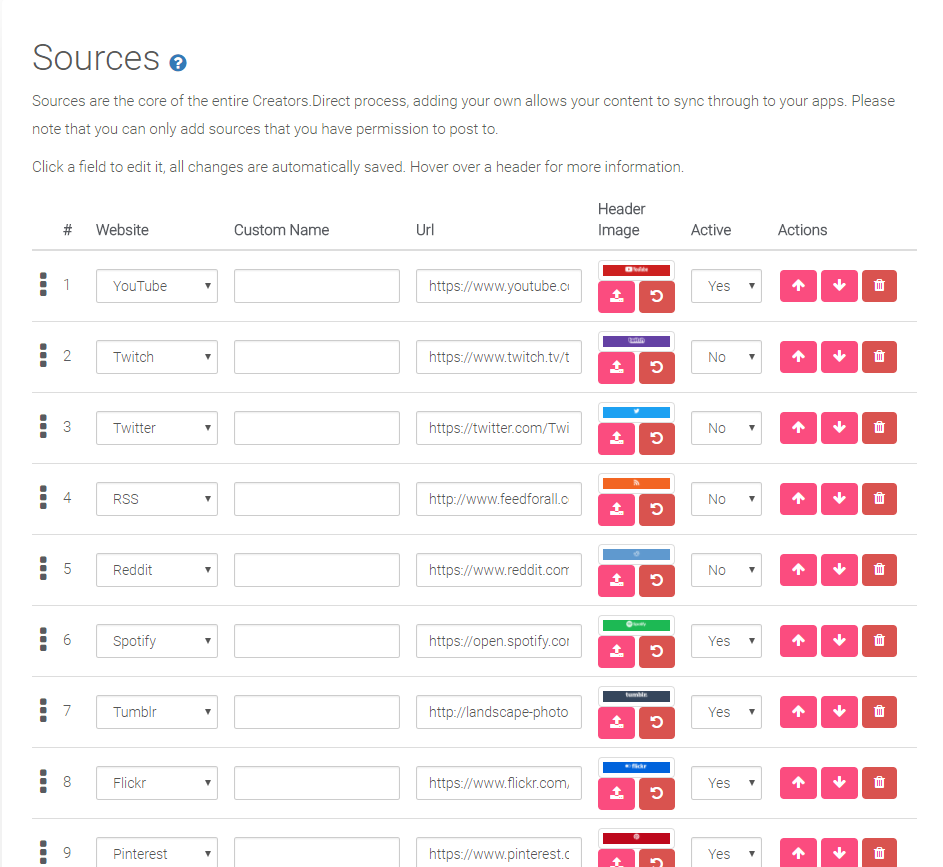 Sources ?
Sources are the core of the entire Creators.Direct process, adding your own allows your content to sync through to your apps. Please
note that you can only add sources that you have permission to post to.
Click a field to edit it, all changes are automatically saved. Hover over a header for more information.
# Website Custom Name Url Header Image Active Actions
1 YouTube https://www.youtube.c YouTube Yes
2 Twitch https://www.twitch.tv/t twitch No
3 Twitter https://twitter.com/Twi No
4 RSS http://www.feedforall.c No
5 Reddit https://www.reddit.com No
6 Spotify https://open.spotify.co Spotify Yes
7 Tumblr http://landscape-photo tumblr. Yes
8 Flickr https://www.flickr.com, flickr Yes
9 Pinterest https://www.pinterest.c Yes